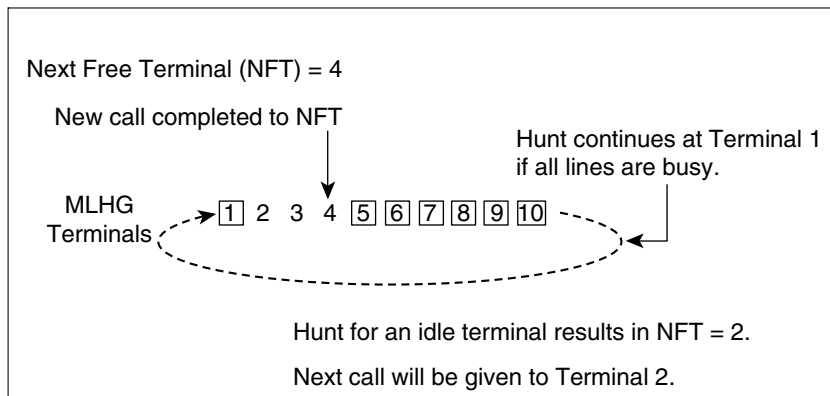 Next Free Terminal (NFT) = 4
New call completed to NFT
Hunt continues at Terminal 1
if all lines are busy.
MLHG
Terminals
1 2 3 4 5 6 7 8 9 10
Hunt for an idle terminal results in NFT = 2.
Next call will be given to Terminal 2.